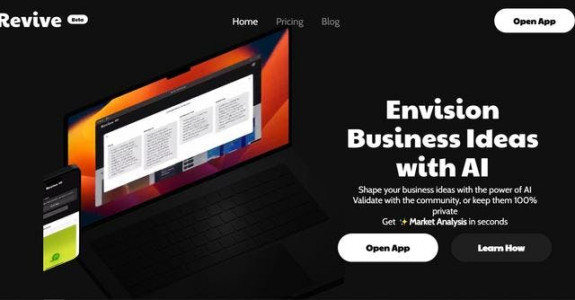 Revive Beta
Home Pricing Blog
Open App
Envision
Business Ideas
with AI
Shape your business ideas with the power of AI
Validate with the community, or keep them 100%
private
Get ✨ Market Analysis in seconds
Open App
Learn How